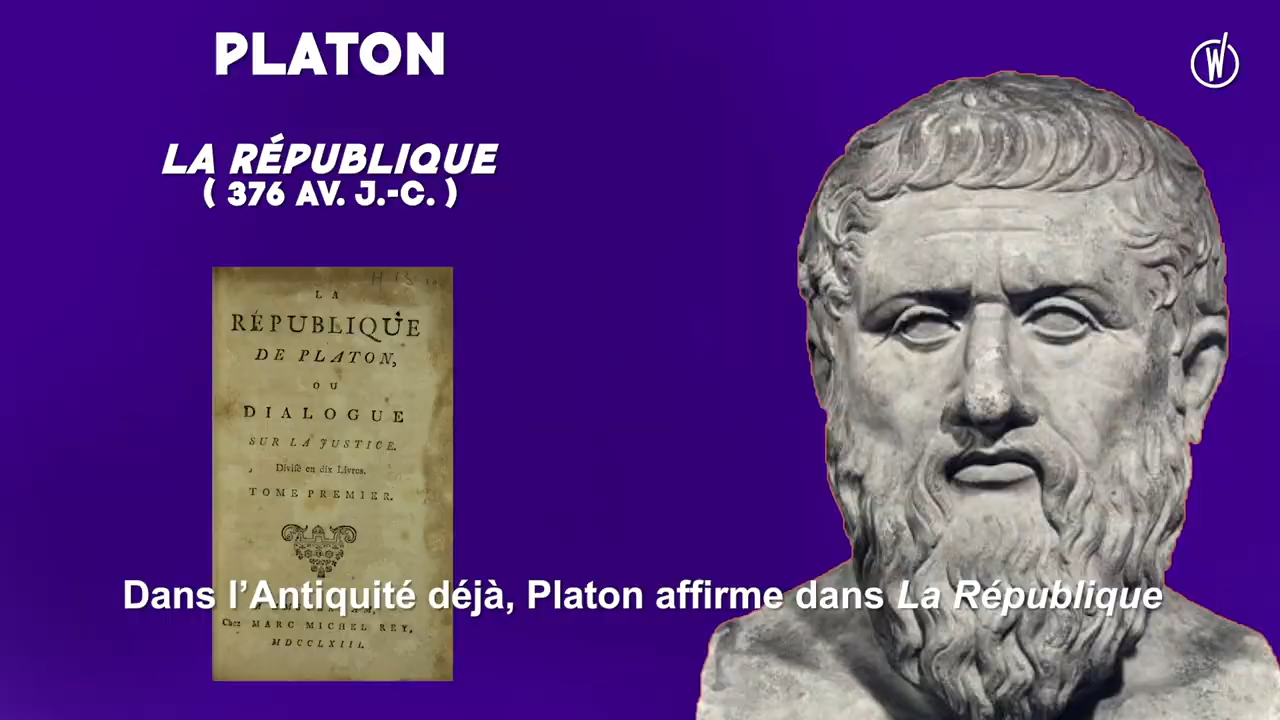 PLATON
W
LA RÉPUBLIQUE
( 376 AV. J.-C. )
LA
RÉPUBLIQUE
DE PLATON,
OU
DIALOGUE
SUR LA JUSTICE.
Divisé en dix Livres.
TOME PREMIER.
Dans l’Antiquité déjà, Platon affirme dans La République
Chez MARC MICHEL REY,
MDCCLXIII.